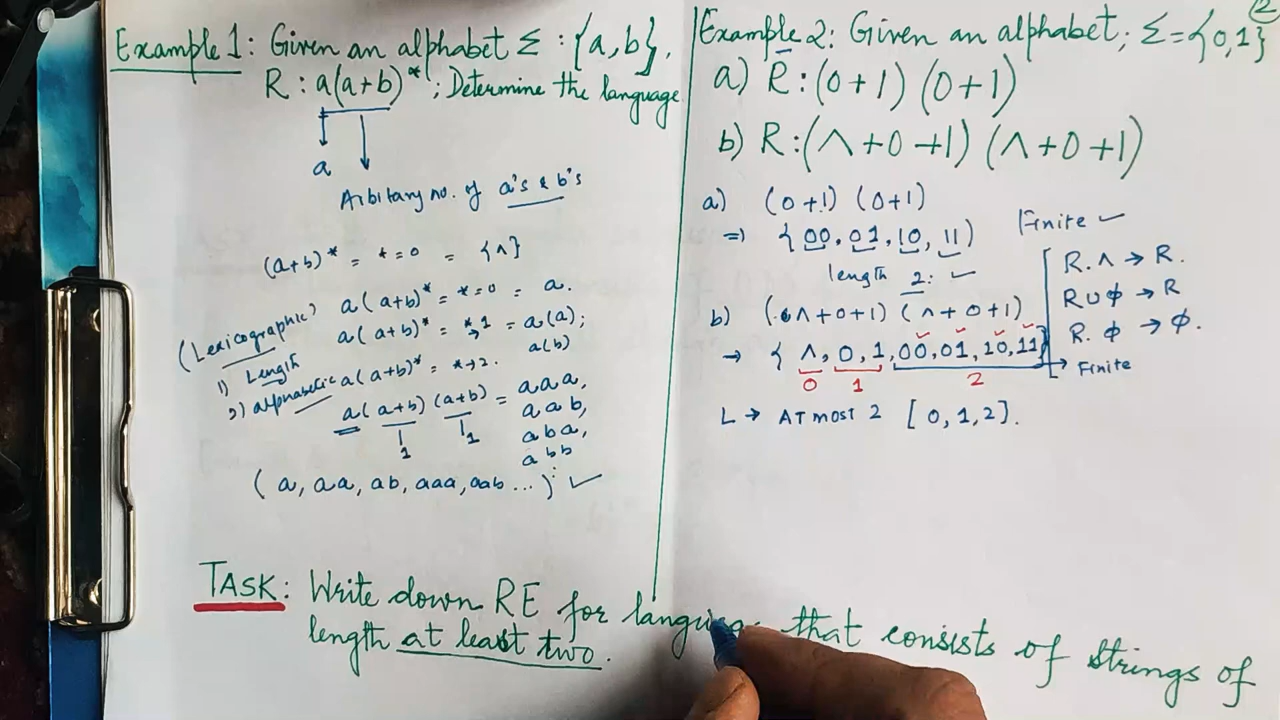 Example 1: Given an alphabet Σ : {a,b},
R : a(a+b)* ; Determine the language
a
Arbitary no. of a's & b's
(a+b)* = *=0 = {^}
(Lexicographic)
1) Length
2) alphabetic
a(a+b)* = *=0 = a.
a(a+b)* = *→1 = a(a);
a(b)
a(a+b)* = *→2.
a(a+b)(a+b) = aaa,
aab,
aba,
abb
1 1
(a, aa, ab, aaa, aab ...) ✓
2
Example 2: Given an alphabet; Σ={0,1}
a) R:(0+1)(0+1)
b) R:(^+0+1)(^+0+1)
a) (0+1) (0+1)
⇒ {00,01,10,11) Finite ✓
length 2: ✓
b) (^+0+1) (^+0+1)
→ {^,0,1,00,01,10,11}
0 1 2
L → Atmost 2 [0,1,2].
R.^ → R.
R∪ϕ → R
R.ϕ → ϕ.
→ Finite
TASK: Write down RE for that consists of strings of
length at least two.